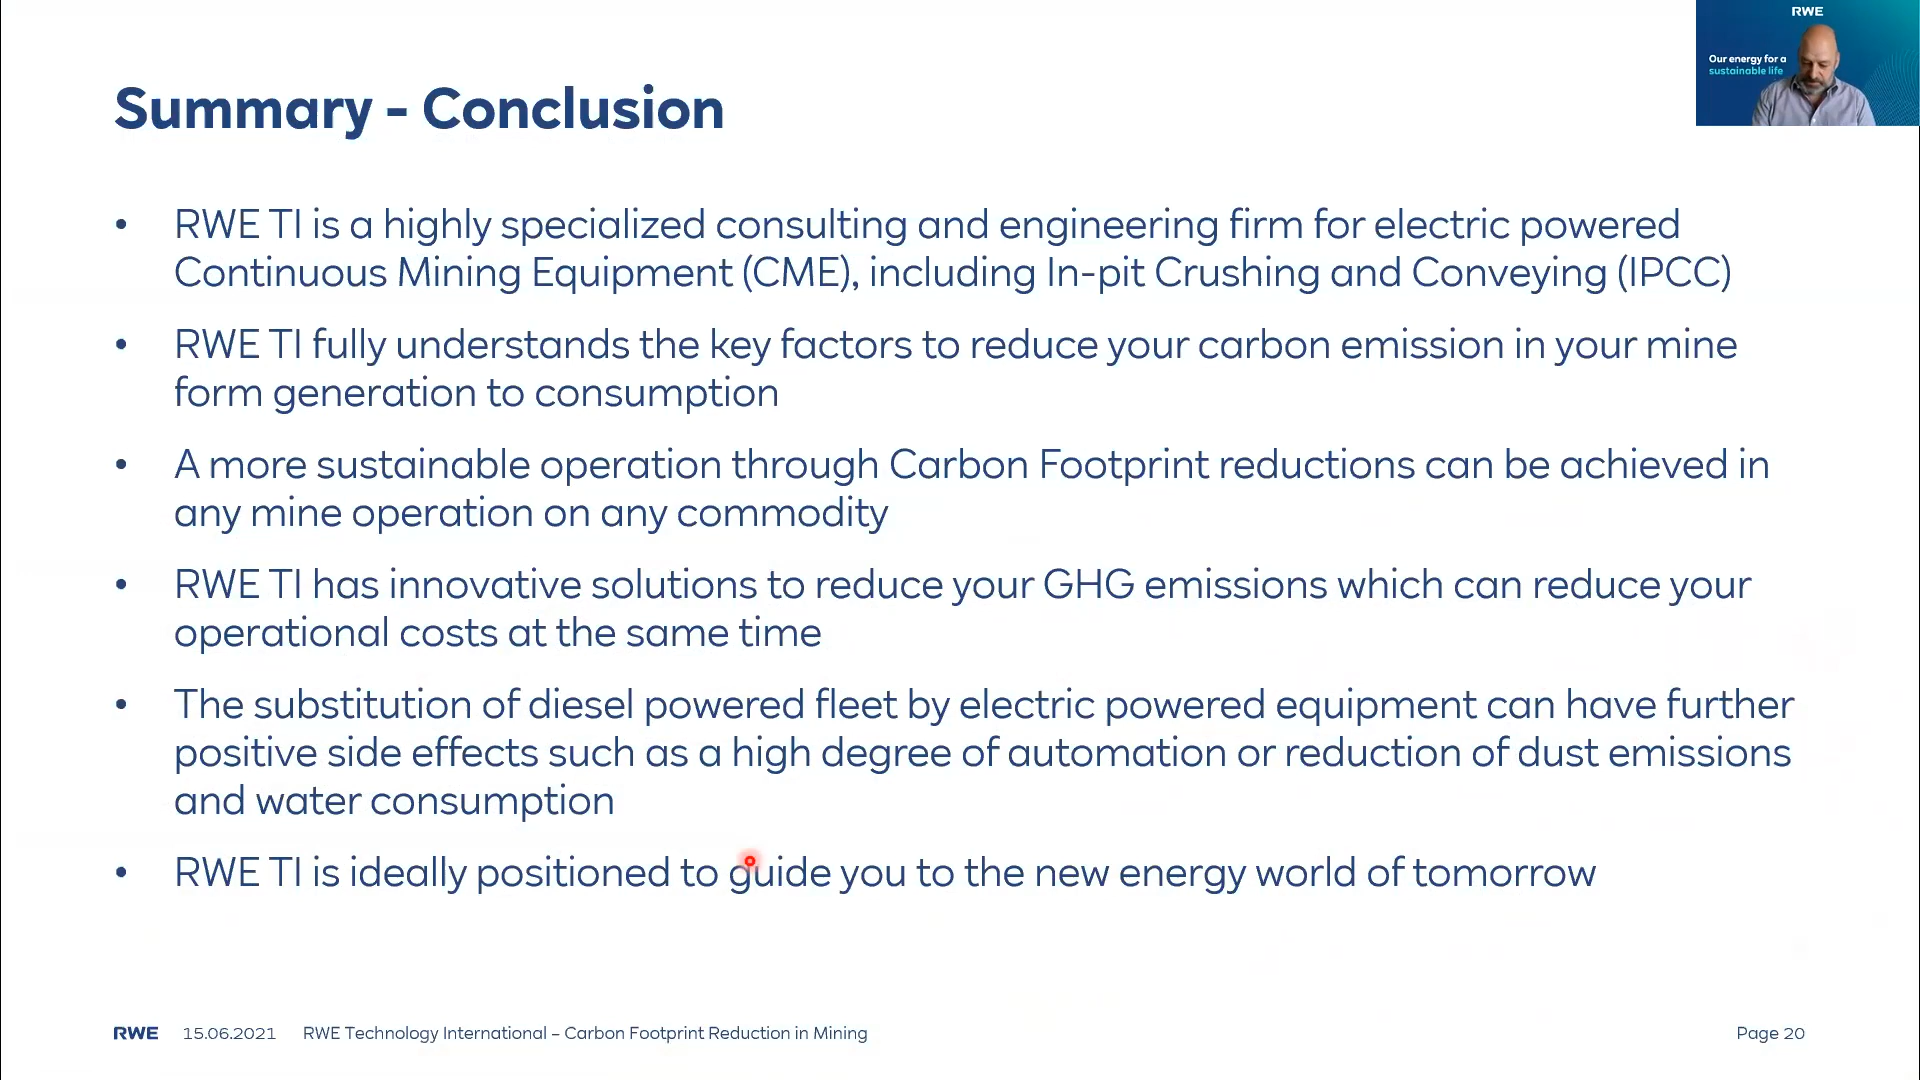 RWE
Our energy for a
sustainable life
Summary - Conclusion
• RWE TI is a highly specialized consulting and engineering firm for electric powered
Continuous Mining Equipment (CME), including In-pit Crushing and Conveying (IPCC)
• RWE TI fully understands the key factors to reduce your carbon emission in your mine
form generation to consumption
• A more sustainable operation through Carbon Footprint reductions can be achieved in
any mine operation on any commodity
• RWE TI has innovative solutions to reduce your GHG emissions which can reduce your
operational costs at the same time
• The substitution of diesel powered fleet by electric powered equipment can have further
positive side effects such as a high degree of automation or reduction of dust emissions
and water consumption
• RWE TI is ideally positioned to guide you to the new energy world of tomorrow
RWE 15.06.2021 RWE Technology International – Carbon Footprint Reduction in Mining Page 20